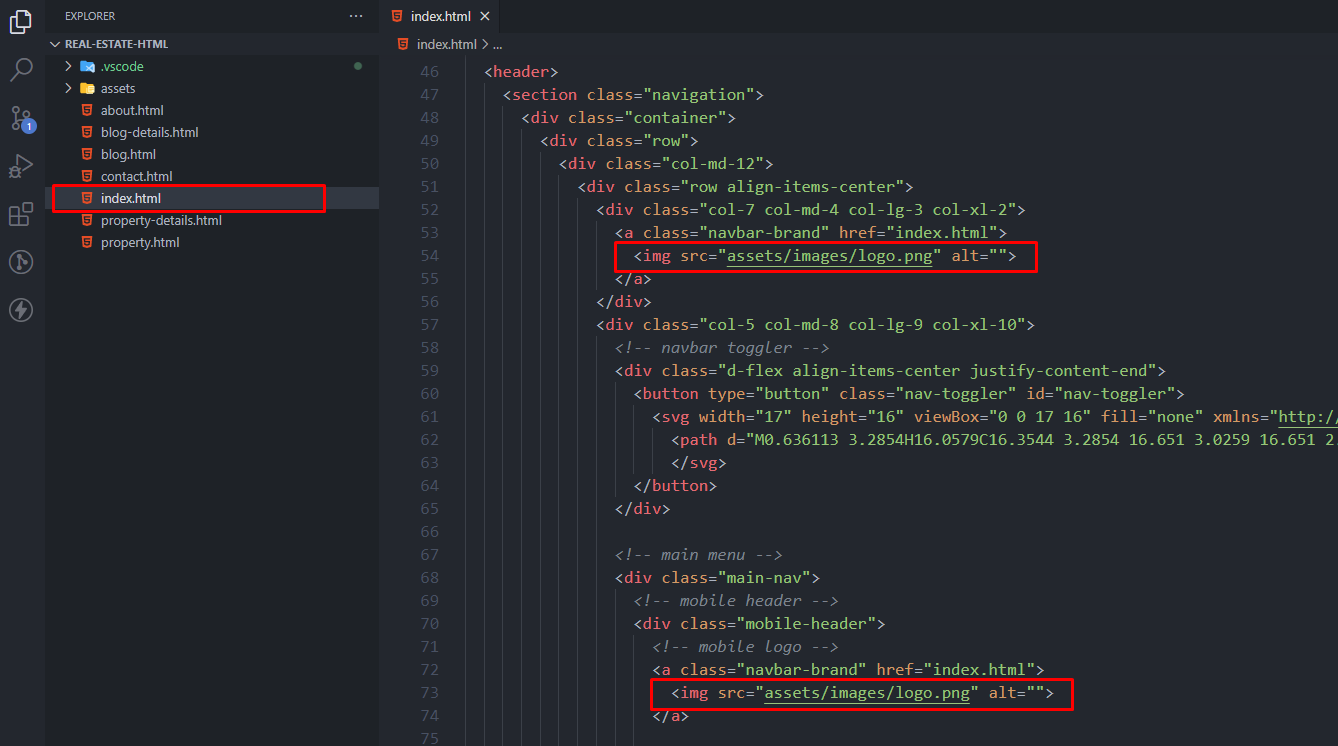 EXPLORER
REAL-ESTATE-HTML
.vscode
assets
about.html
blog-details.html
blog.html
contact.html
index.html
property-details.html
property.html
1
index.html
index.html > ...
46 <header>
47 <section class="navigation">
48 <div class="container">
49 <div class="row">
50 <div class="col-md-12">
51 <div class="row align-items-center">
52 <div class="col-7 col-md-4 col-lg-3 col-xl-2">
53 <a class="navbar-brand" href="index.html">
54 <img src="assets/images/logo.png" alt="">
55 </a>
56 </div>
57 <div class="col-5 col-md-8 col-lg-9 col-xl-10">
58 <!-- navbar toggler -->
59 <div class="d-flex align-items-center justify-content-end">
60 <button type="button" class="nav-toggler" id="nav-toggler">
61 <svg width="17" height="16" viewBox="0 0 17 16" fill="none" xmlns="http:/
62 <path d="M0.636113 3.2854H16.0579C16.3544 3.2854 16.651 3.0259 16.651 2.
63 </svg>
64 </button>
65 </div>
66
67 <!-- main menu -->
68 <div class="main-nav">
69 <!-- mobile header -->
70 <div class="mobile-header">
71 <!-- mobile logo -->
72 <a class="navbar-brand" href="index.html">
73 <img src="assets/images/logo.png" alt="">
74 </a>
75